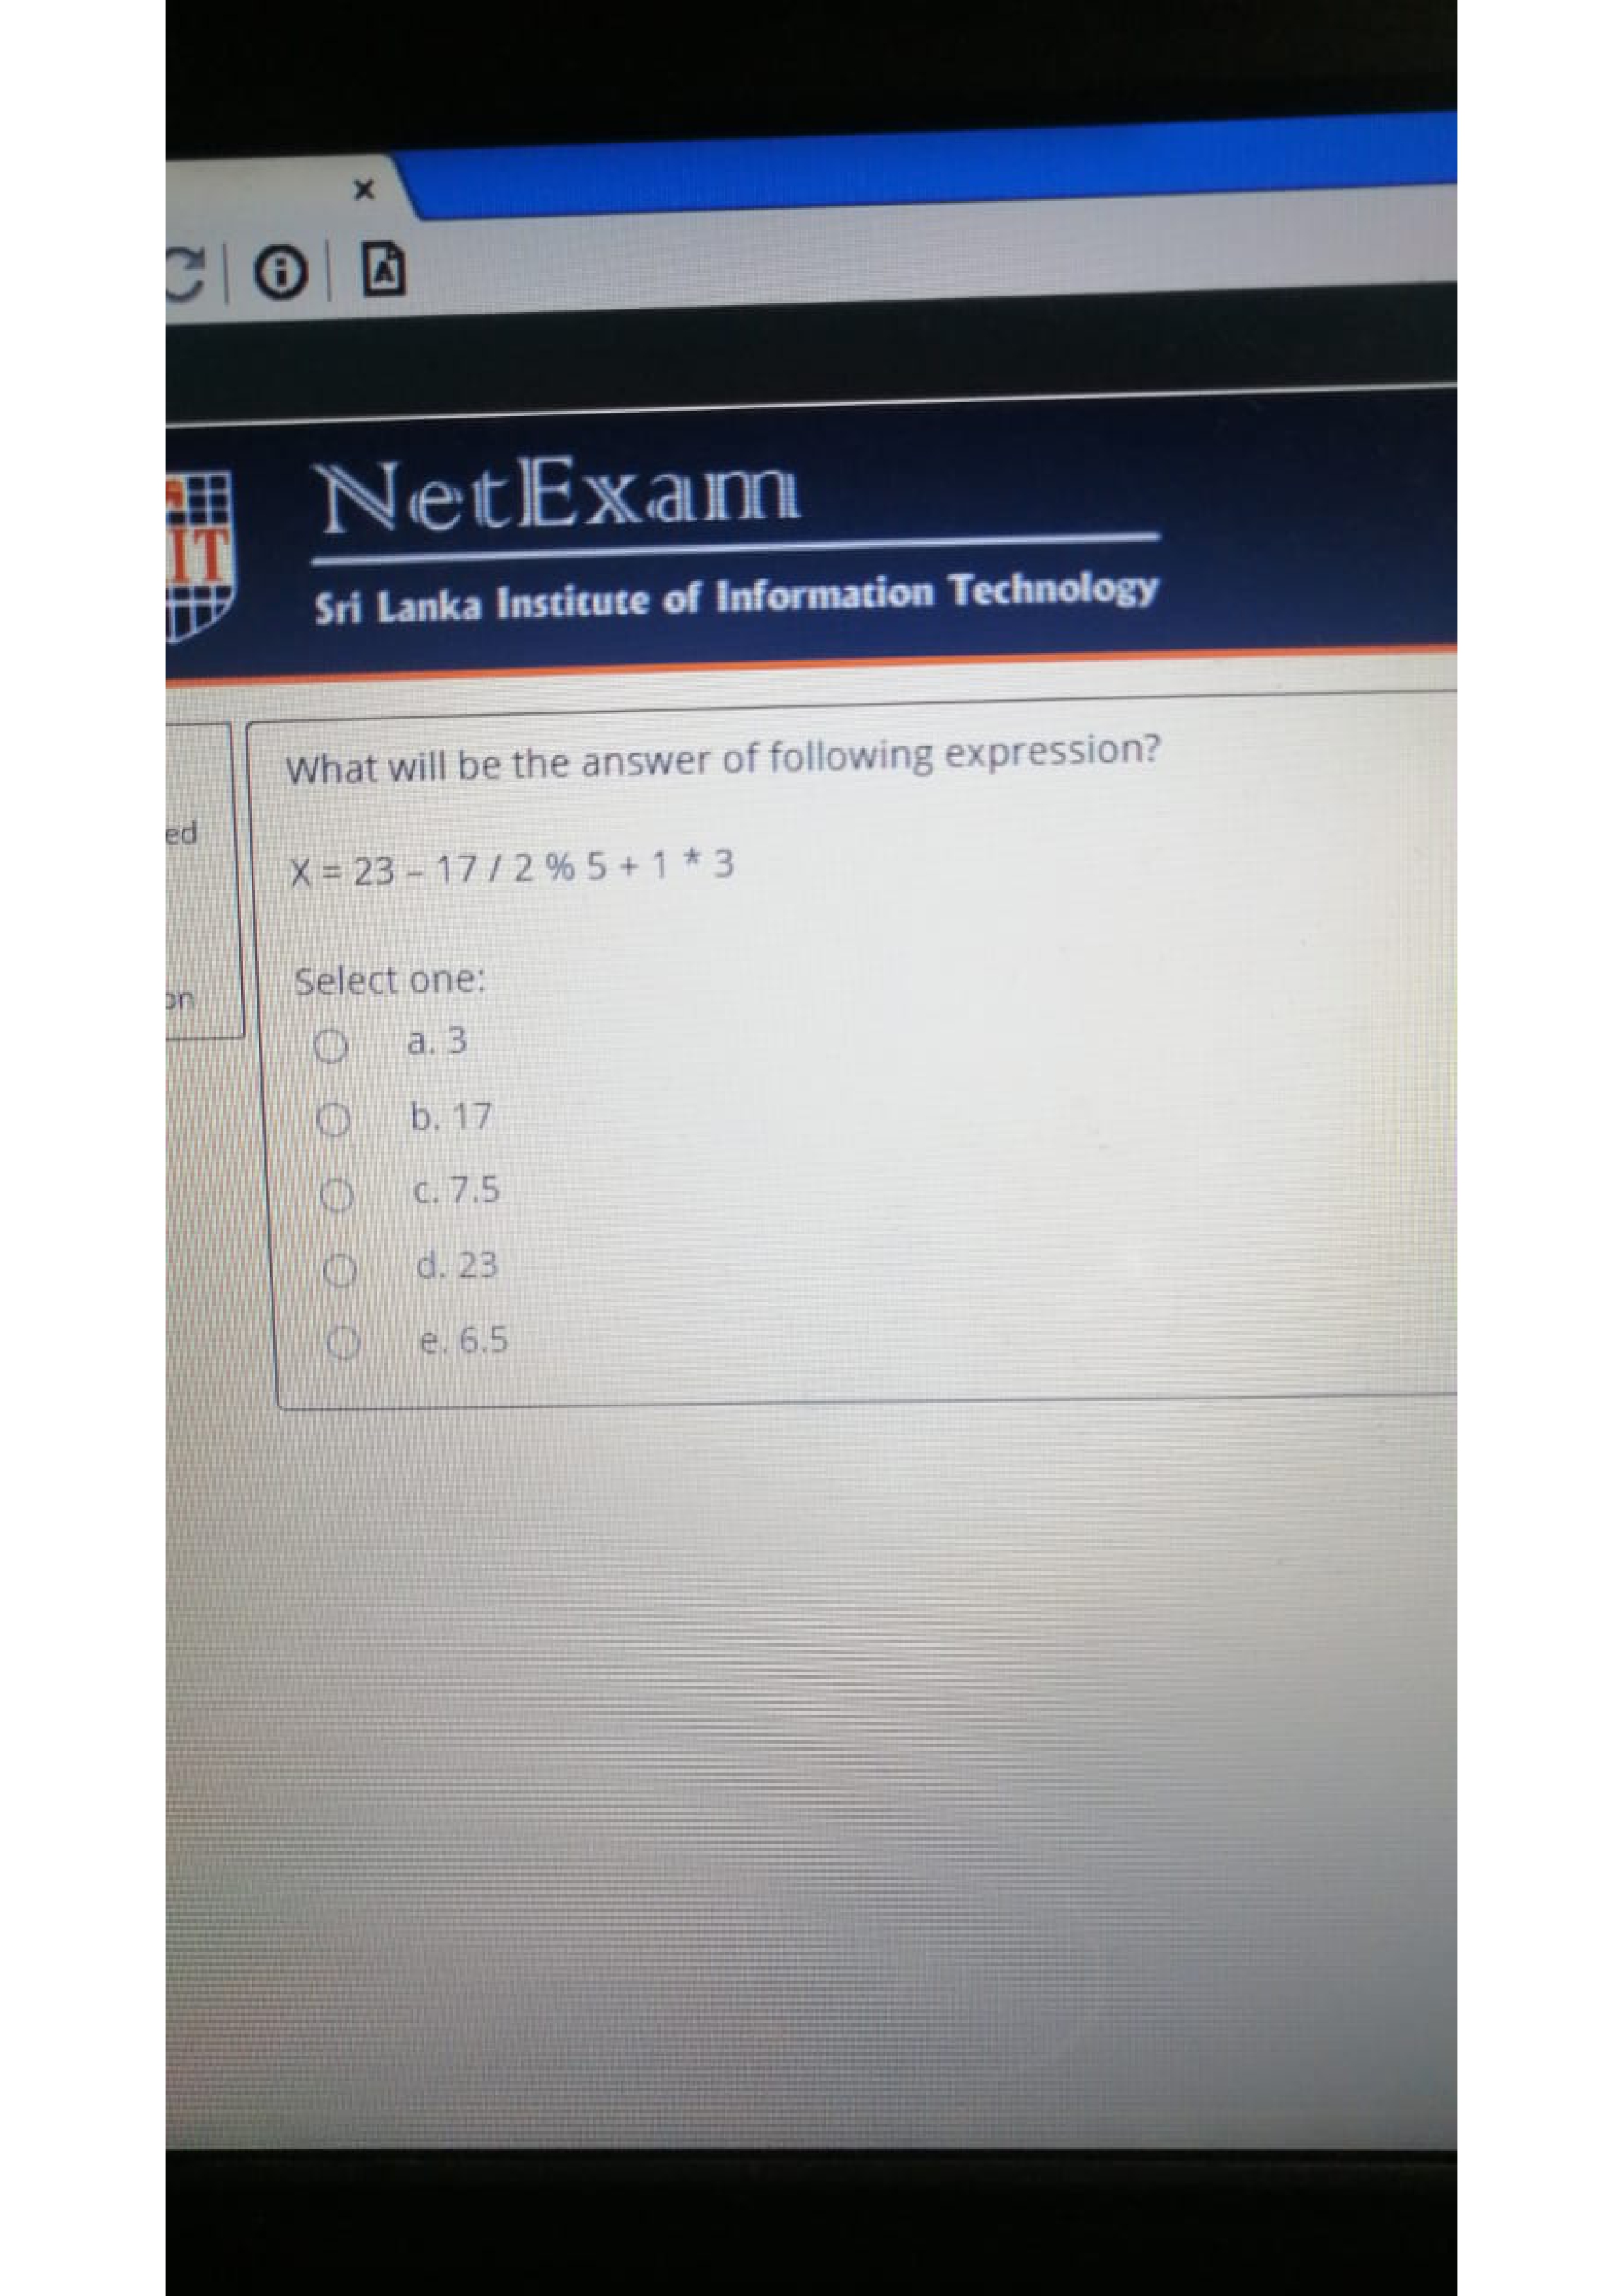 ×
NetExam
IT
Sri Lanka Institute of Information Technology
ed
on
What will be the answer of following expression?
X = 23 – 17 / 2 % 5 + 1 * 3
Select one:
a. 3
b. 17
c. 7.5
d. 23
e. 6.5